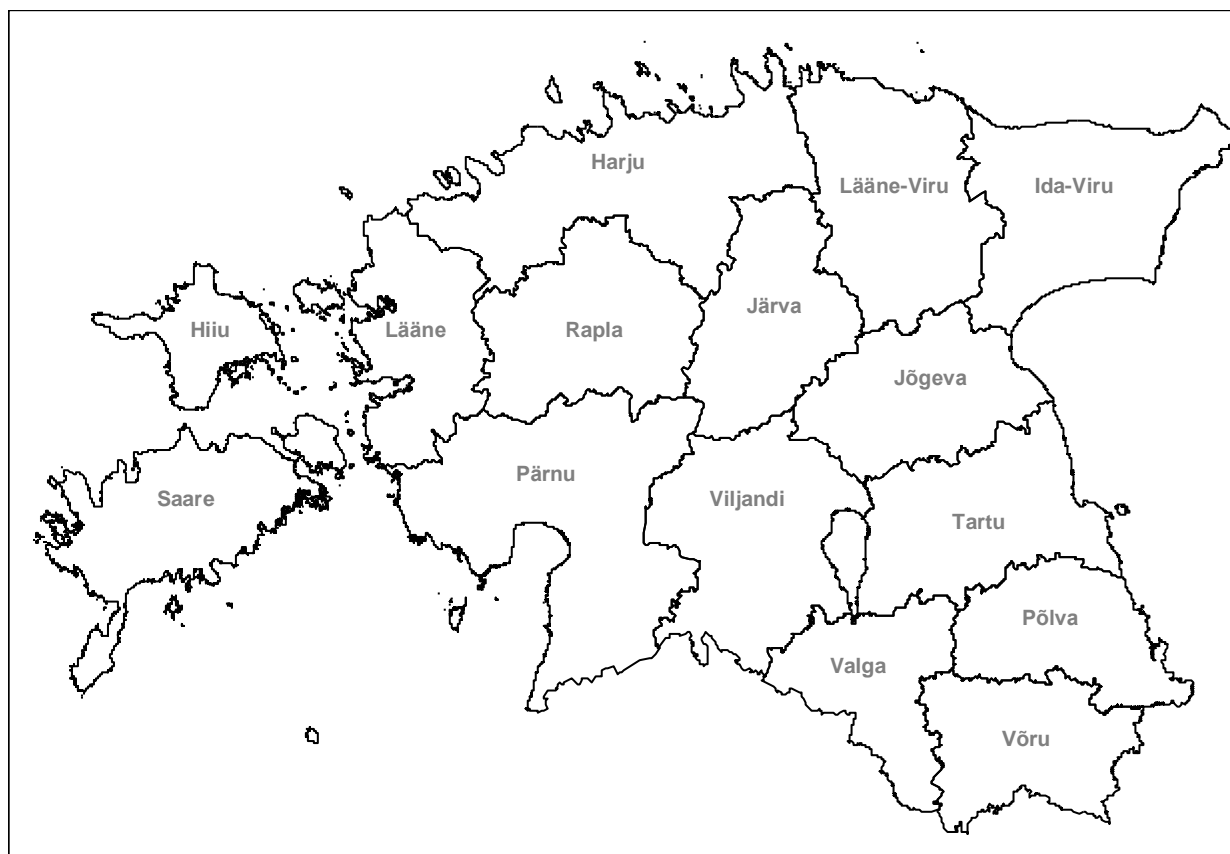 Harju
Lääne-Viru
Ida-Viru
Hiiu
Lääne
Rapla
Järva
Jõgeva
Saare
Pärnu
Viljandi
Tartu
Põlva
Valga
Võru